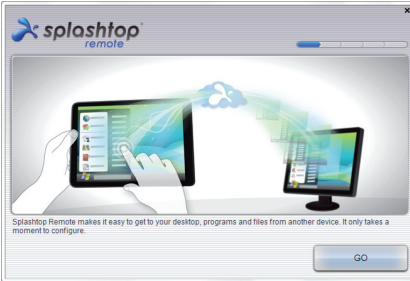 splashtop
remote
Splashtop Remote makes it easy to get to your desktop, programs and files from another device. It only takes a
moment to configure.
GO